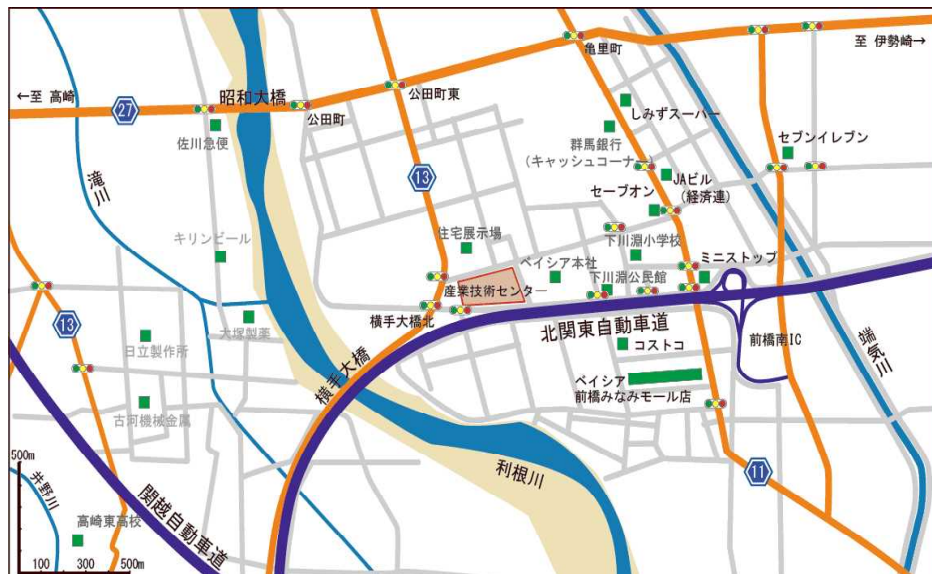 亀里町
至 伊勢崎→
←至 高崎
27
昭和大橋
公田町
公田町東
佐川急便
しみずスーパー
群馬銀行
(キャッシュコーナー)
セブンイレブン
13
滝川
JAビル
(経済連)
セーブオン
キリンビール
住宅展示場
下川淵小学校
ベイシア本社
下川淵公民館
ミニストップ
産業技術センター
横手大橋北
13
大塚製薬
日立製作所
北関東自動車道
前橋南IC
端気川
コストコ
横手大橋
ベイシア
前橋みなみモール店
古河機械金属
利根川
11
500m
井野川
関越自動車道
高崎東高校
100
300
500m